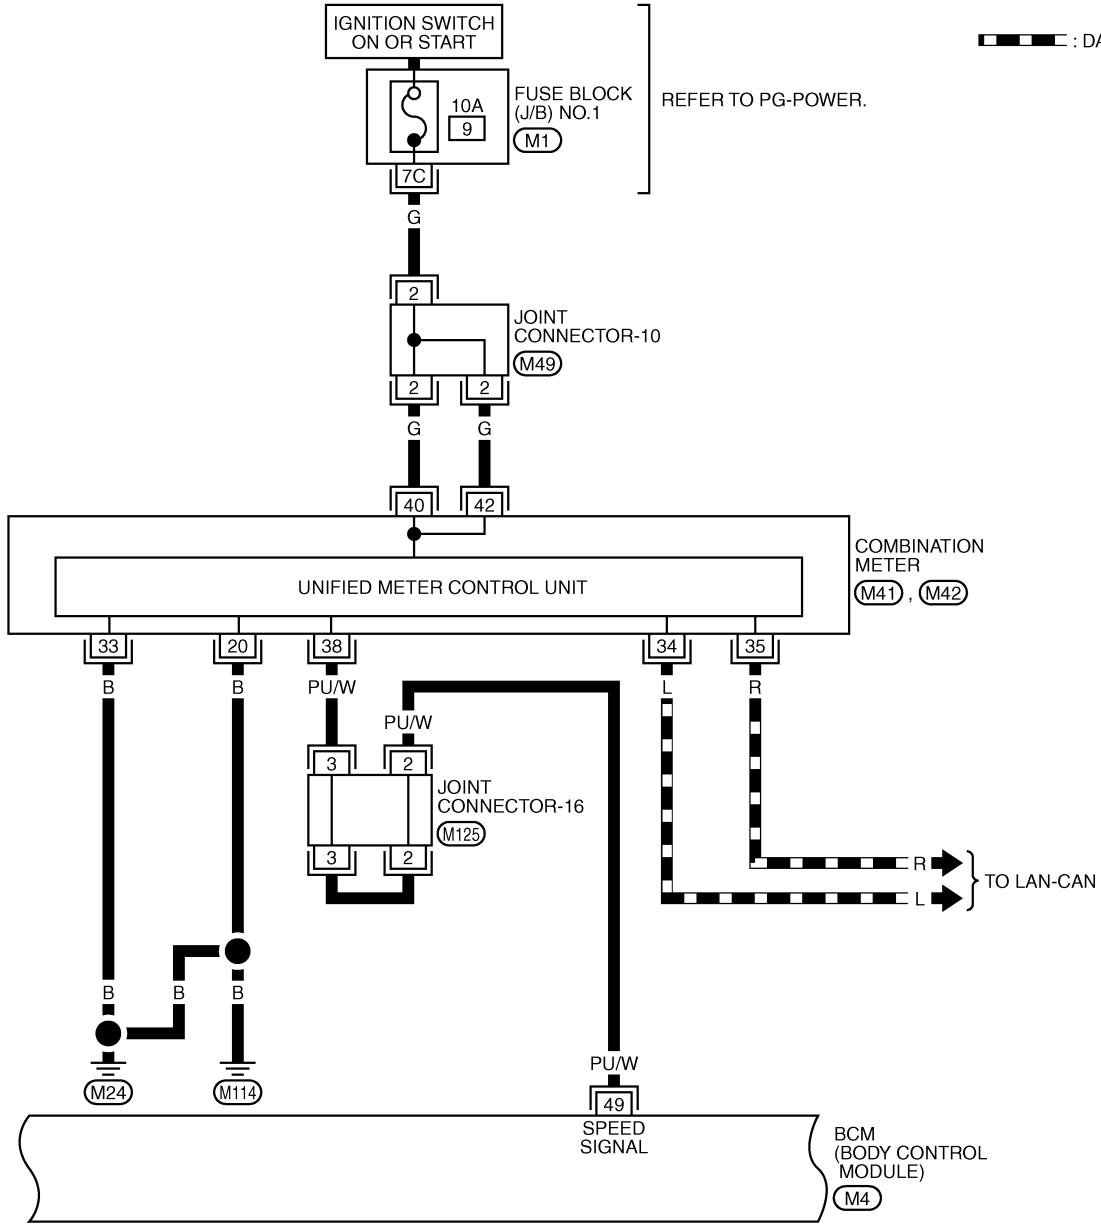 IGNITION SWITCH
ON OR START
: DA
FUSE BLOCK
(J/B) NO.1
M1
10A
9
REFER TO PG-POWER.
7C
G
2
JOINT
CONNECTOR-10
M49
2 2
G G
40 42
COMBINATION
METER
M41 , M42
UNIFIED METER CONTROL UNIT
33 20 38 34 35
B B PU/W L R
PU/W
3 2
JOINT
CONNECTOR-16
M125
3 2
R
L
TO LAN-CAN
B B B
M24 M114
PU/W
49
SPEED
SIGNAL
BCM
(BODY CONTROL
MODULE)
M4